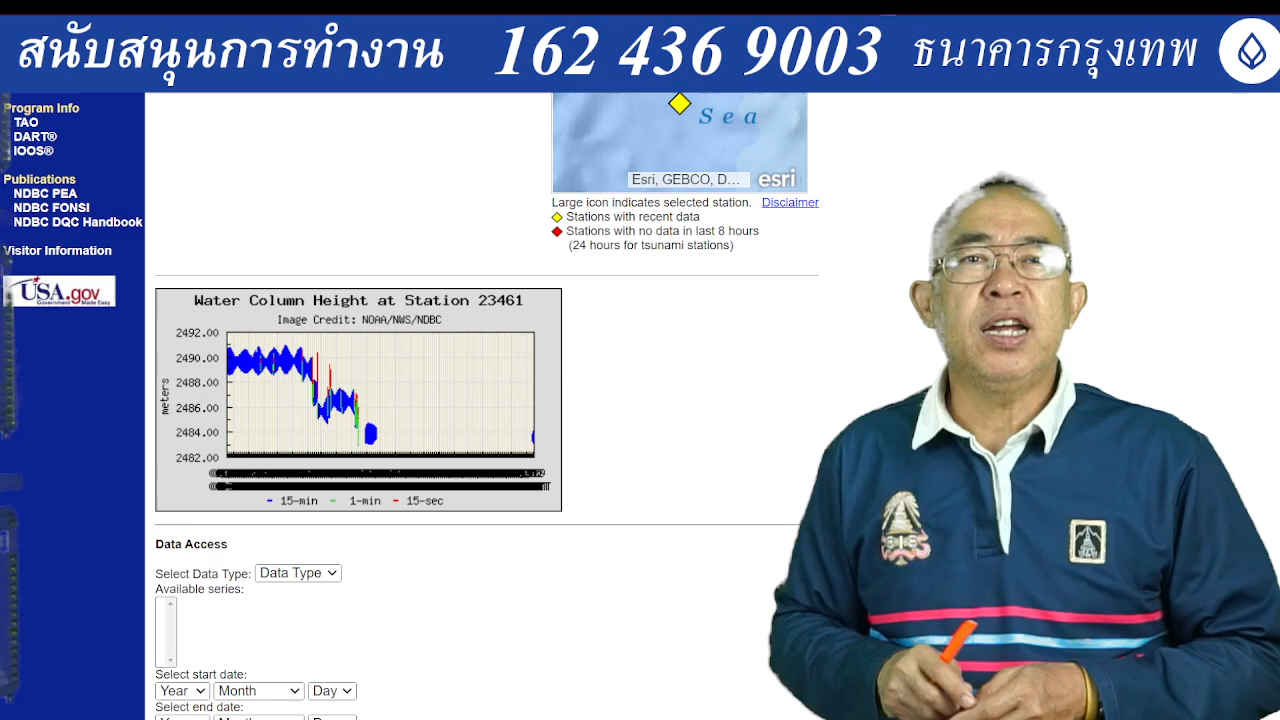 สนับสนุนการทำงาน 162 436 9003 ธนาคารกรุงเทพ
Program Info
TAO
DART®
IOOS®
Publications
NDBC PEA
NDBC FONSI
NDBC DQC Handbook
Visitor Information
USA.gov
Government Made Easy
Sea
Esri, GEBCO, D...
esri
Large icon indicates selected station. Disclaimer
Stations with recent data
Stations with no data in last 8 hours
(24 hours for tsunami stations)
Water Column Height at Station 23461
Image Credit: NOAA/NWS/NDBC
2492.00
2490.00
2488.00
2486.00
2484.00
2482.00
meters
15-min 1-min 15-sec
Data Access
Select Data Type: Data Type
Available series:
Select start date:
Year Month Day
Select end date: